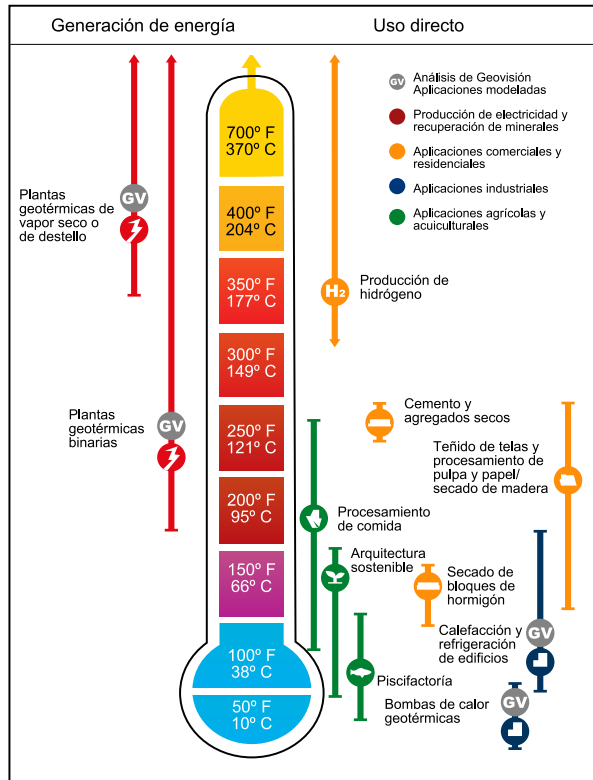 Generación de energía
Uso directo
GV
Análisis de Geovisión
Aplicaciones modeladas
Producción de electricidad y
recuperación de minerales
Aplicaciones comerciales y
residenciales
Aplicaciones industriales
Aplicaciones agrícolas y
acuiculturales
700º F
370º C
400º F
204º C
350º F
177º C
300º F
149º C
250º F
121º C
200º F
95º C
150º F
66º C
100º F
38º C
50º F
10º C
Plantas
geotérmicas de
vapor seco o
de destello
GV
Plantas
geotérmicas
binarias
GV
H2
Producción de
hidrógeno
Cemento y
agregados secos
Teñido de telas y
procesamiento de
pulpa y papel/
secado de madera
Procesamiento
de comida
Arquitectura
sostenible
Secado de
bloques de
hormigón
Calefacción y
refrigeración
de edificios
GV
Piscifactoría
Bombas de calor
geotérmicas
GV